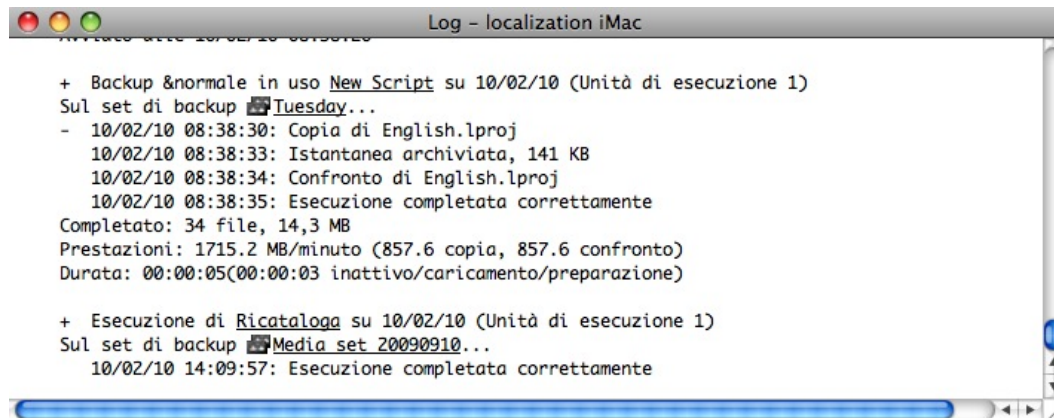 Log – localization iMac
+ Backup &normale in uso New Script su 10/02/10 (Unità di esecuzione 1)
Sul set di backup Tuesday...
- 10/02/10 08:38:30: Copia di English.lproj
10/02/10 08:38:33: Istantanea archiviata, 141 KB
10/02/10 08:38:34: Confronto di English.lproj
10/02/10 08:38:35: Esecuzione completata correttamente
Completato: 34 file, 14,3 MB
Prestazioni: 1715.2 MB/minuto (857.6 copia, 857.6 confronto)
Durata: 00:00:05(00:00:03 inattivo/caricamento/preparazione)
+ Esecuzione di Ricataloga su 10/02/10 (Unità di esecuzione 1)
Sul set di backup Media set 20090910...
10/02/10 14:09:57: Esecuzione completata correttamente